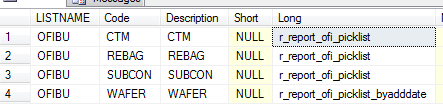 Messages
LISTNAME Code Description Short Long
1 OFIBU CTM CTM NULL r_report_ofi_picklist
2 OFIBU REBAG REBAG NULL r_report_ofi_picklist
3 OFIBU SUBCON SUBCON NULL r_report_ofi_picklist
4 OFIBU WAFER WAFER NULL r_report_ofi_picklist_byadddate